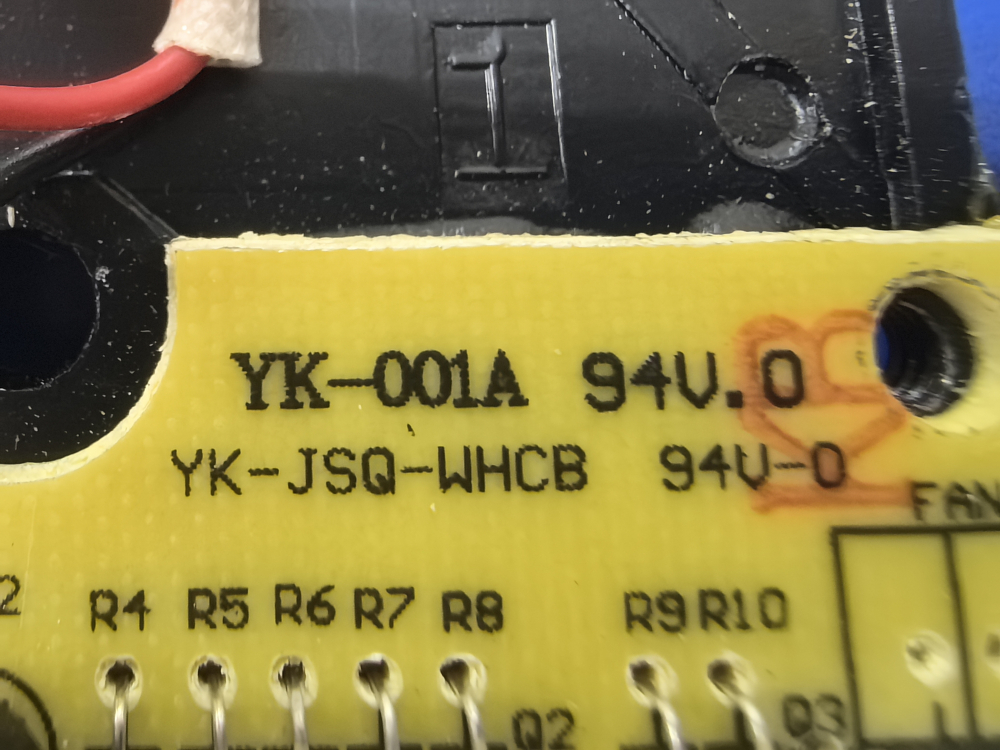 I
YK-001A 94V.0
YK-JSQ-WHCB 94V-0
FAN
2 R4 R5 R6 R7 R8 R9 R10
Q2 Q3